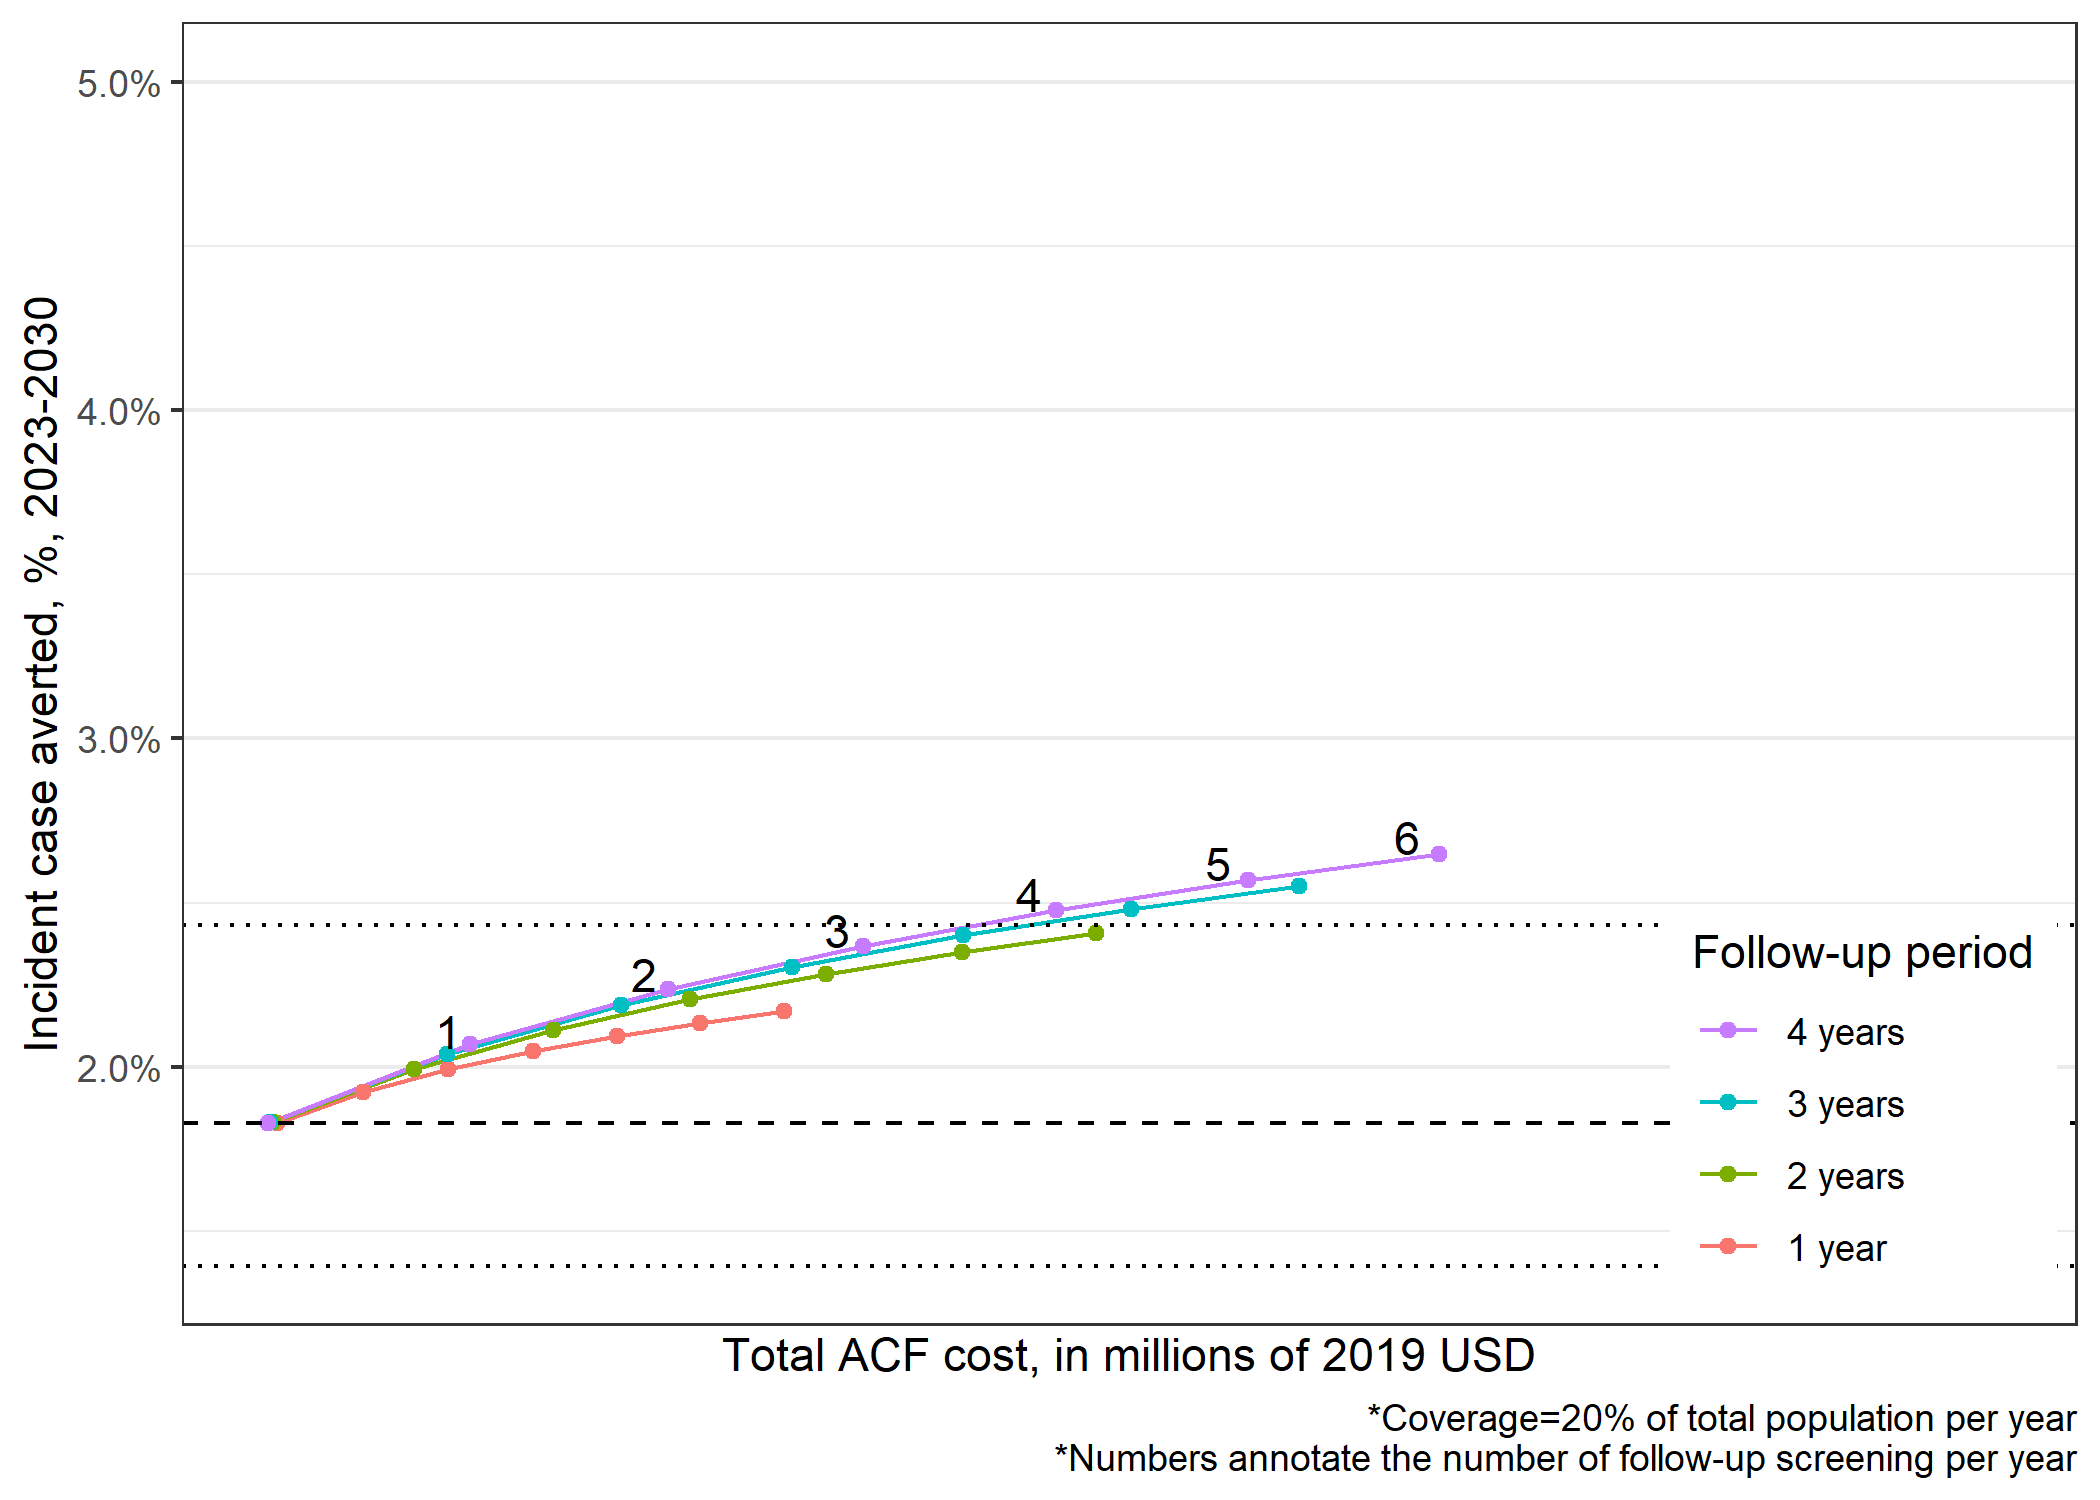 5.0%
4.0%
3.0%
2.0%
Incident case averted, %, 2023-2030
1
2
3
4
5
6
Follow-up period
4 years
3 years
2 years
1 year
Total ACF cost, in millions of 2019 USD
*Coverage=20% of total population per year
*Numbers annotate the number of follow-up screening per year